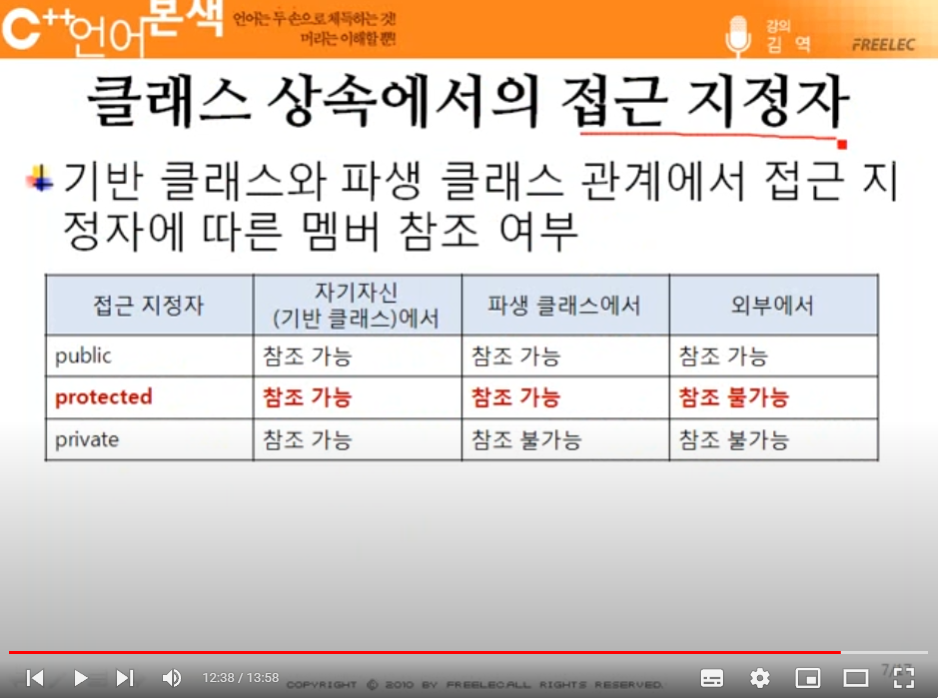 C++언어본색
언어는 두 손으로 체득하는 것!
머리는 이해할 뿐!
강의
김 역
FREELEC
클래스 상속에서의 접근 지정자
기반 클래스와 파생 클래스 관계에서 접근 지
정자에 따른 멤버 참조 여부
접근 지정자 자기자신 (기반 클래스)에서 파생 클래스에서 외부에서
public 참조 가능 참조 가능 참조 가능
protected 참조 가능 참조 가능 참조 불가능
private 참조 가능 참조 불가능 참조 불가능
12:38 / 13:58
COPYRIGHT © 2010 BY FREELECALL RIGHTS RESERVED.